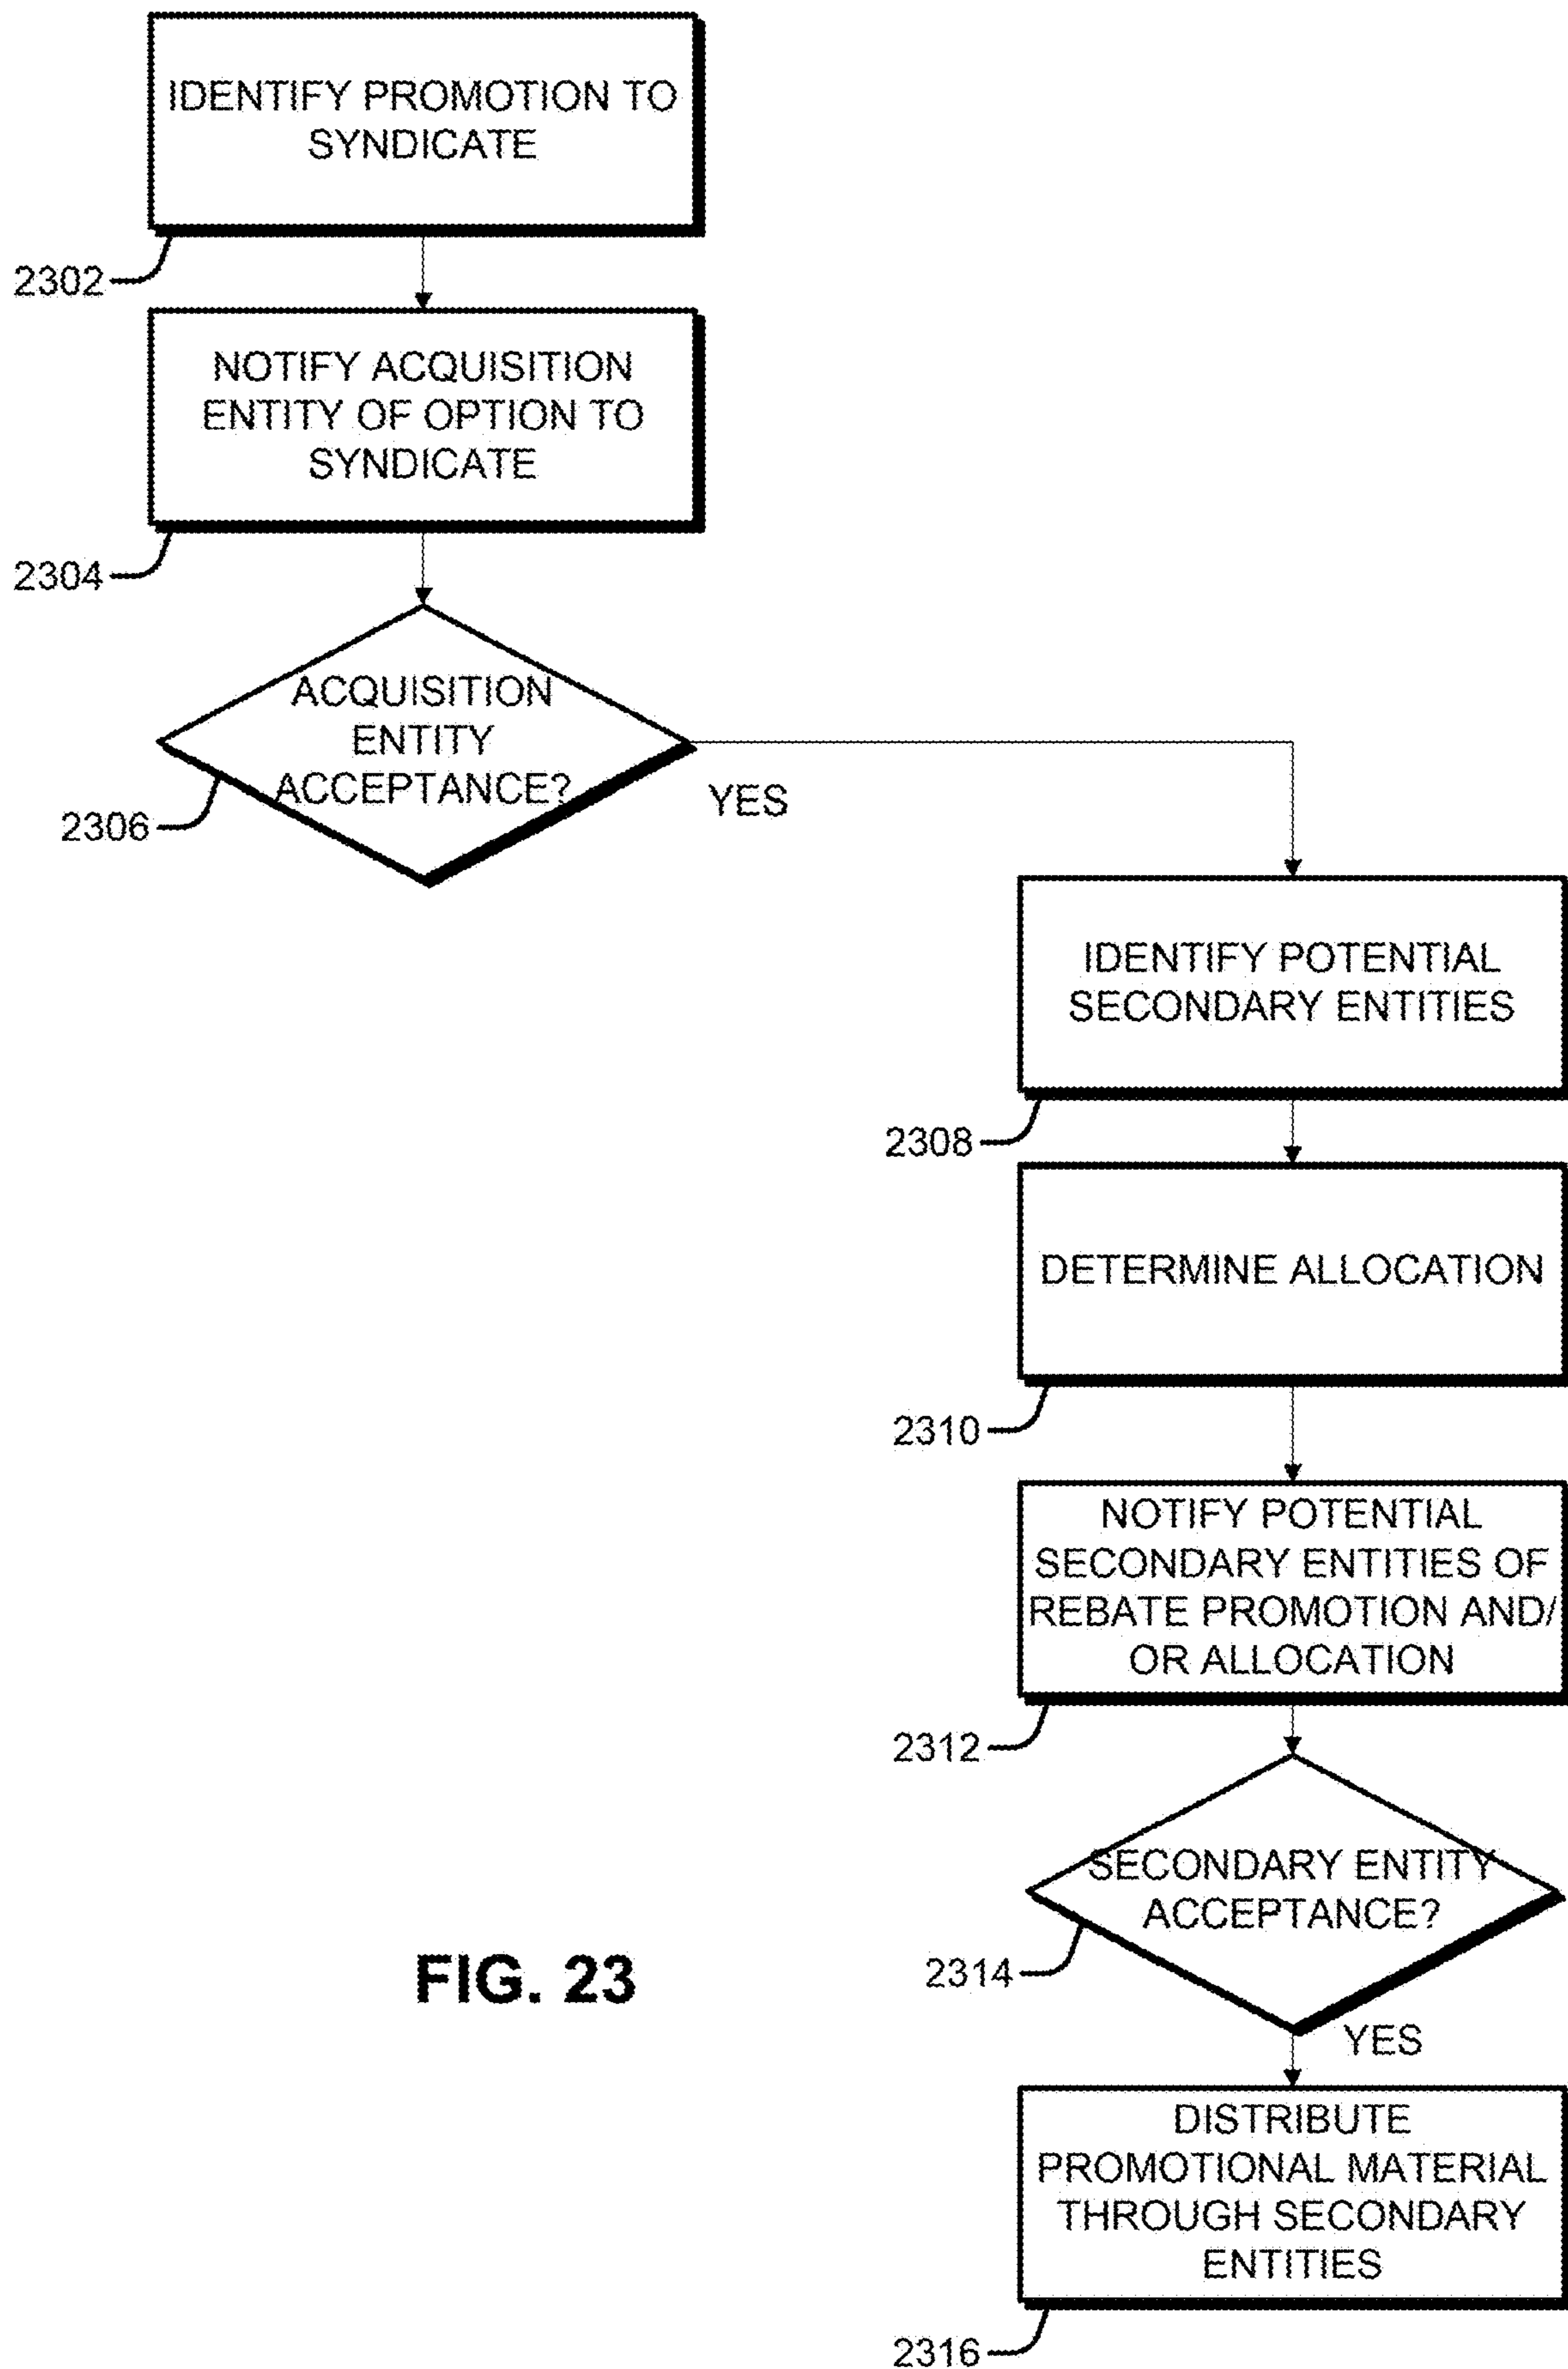 IDENTIFY PROMOTION TO
SYNDICATE
2302
NOTIFY ACQUISITION
ENTITY OF OPTION TO
SYNDICATE
2304
ACQUISITION
ENTITY
ACCEPTANCE?
2306
YES
IDENTIFY POTENTIAL
SECONDARY ENTITIES
2308
DETERMINE ALLOCATION
2310
NOTIFY POTENTIAL
SECONDARY ENTITIES OF
REBATE PROMOTION AND/
OR ALLOCATION
2312
SECONDARY ENTITY
ACCEPTANCE?
2314
YES
FIG. 23
DISTRIBUTE
PROMOTIONAL MATERIAL
THROUGH SECONDARY
ENTITIES
2316